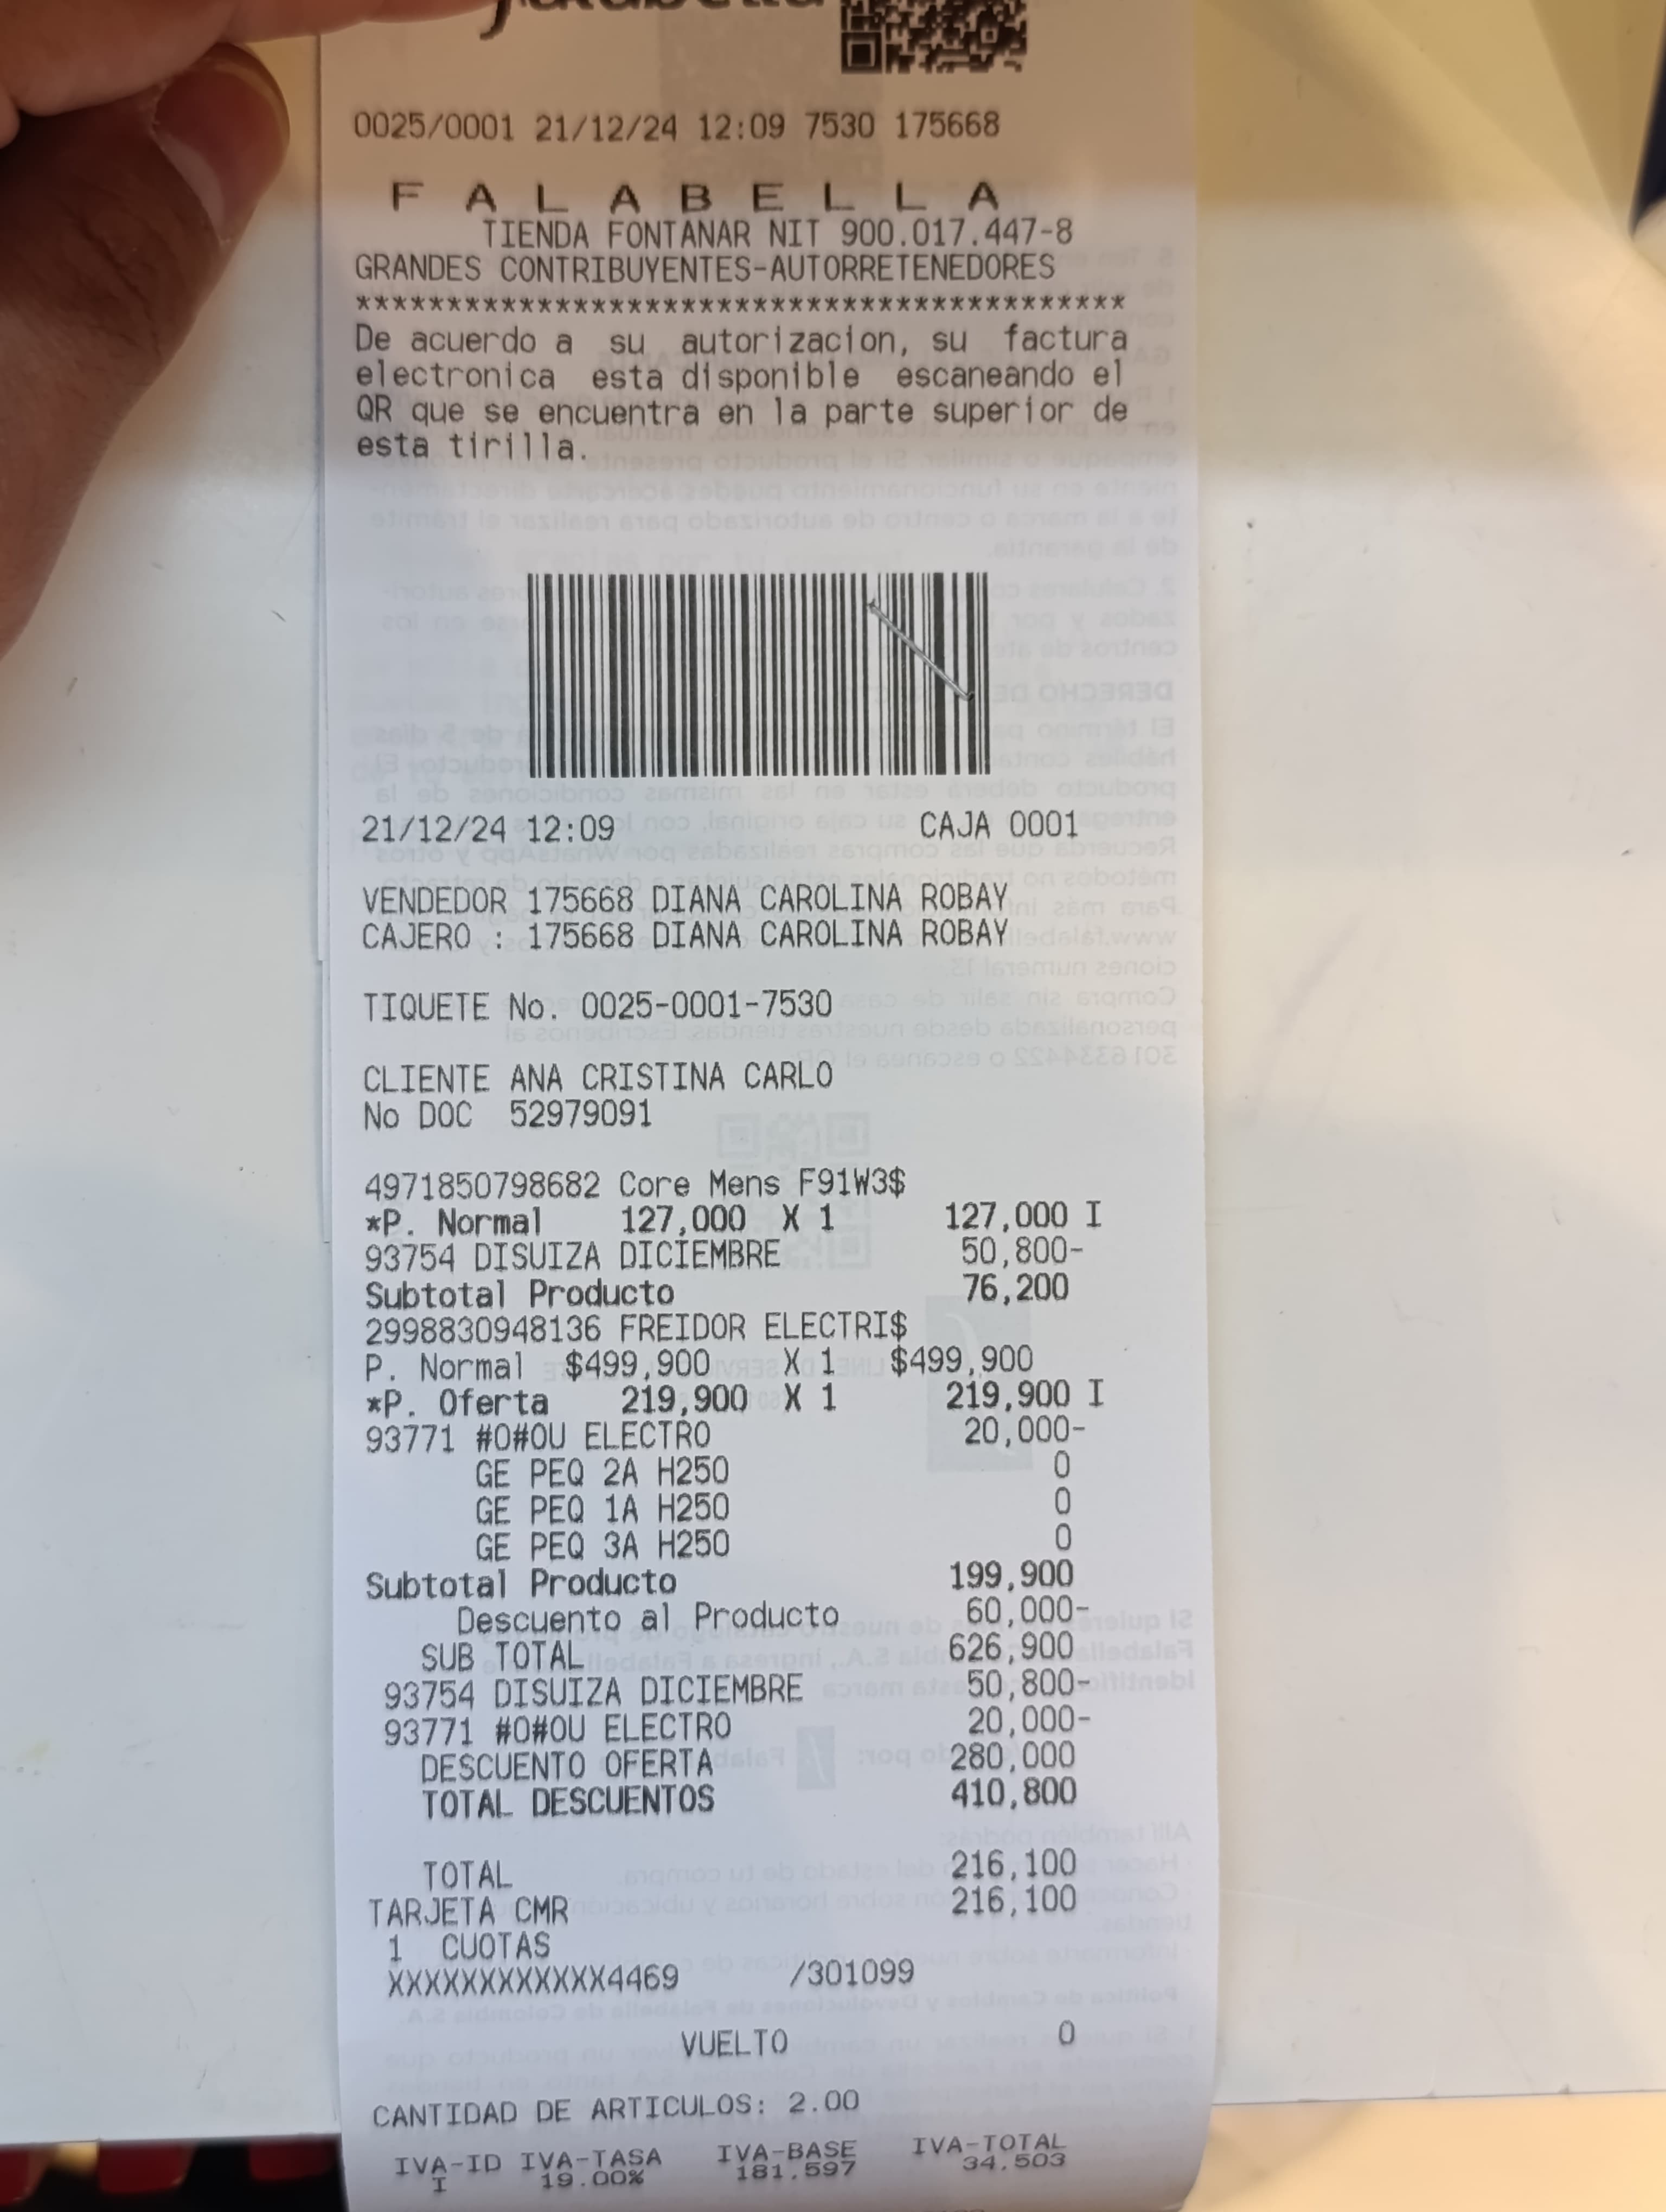 0025/0001 21/12/24 12:09 7530 175668
F A L A B E L L A
TIENDA FONTANAR NIT 900.017.447-8
GRANDES CONTRIBUYENTES-AUTORRETENEDORES
******************************************
De acuerdo a su autorizacion, su factura
electronica esta disponible escaneando el
QR que se encuentra en la parte superior de
esta tirilla.
21/12/24 12:09 CAJA 0001
VENDEDOR 175668 DIANA CAROLINA ROBAY
CAJERO : 175668 DIANA CAROLINA ROBAY
TIQUETE No. 0025-0001-7530
CLIENTE ANA CRISTINA CARLO
No DOC 52979091
4971850798682 Core Mens F91W3$
*P. Normal 127,000 X 1 127,000 I
93754 DISUIZA DICIEMBRE 50,800-
Subtotal Producto 76,200
2998830948136 FREIDOR ELECTRI$
P. Normal $499,900 X 1 $499,900
*P. Oferta 219,900 X 1 219,900 I
93771 #O#OU ELECTRO 20,000-
GE PEQ 2A H250 0
GE PEQ 1A H250 0
GE PEQ 3A H250 0
Subtotal Producto 199,900
Descuento al Producto 60,000-
SUB TOTAL 626,900
93754 DISUIZA DICIEMBRE 50,800-
93771 #O#OU ELECTRO 20,000-
DESCUENTO OFERTA 280,000
TOTAL DESCUENTOS 410,800
TOTAL 216,100
TARJETA CMR 216,100
1 CUOTAS
XXXXXXXXXXXX4469 /301099
VUELTO 0
CANTIDAD DE ARTICULOS: 2.00
IVA-ID IVA-TASA IVA-BASE IVA-TOTAL
I 19.00% 181,597 34,503